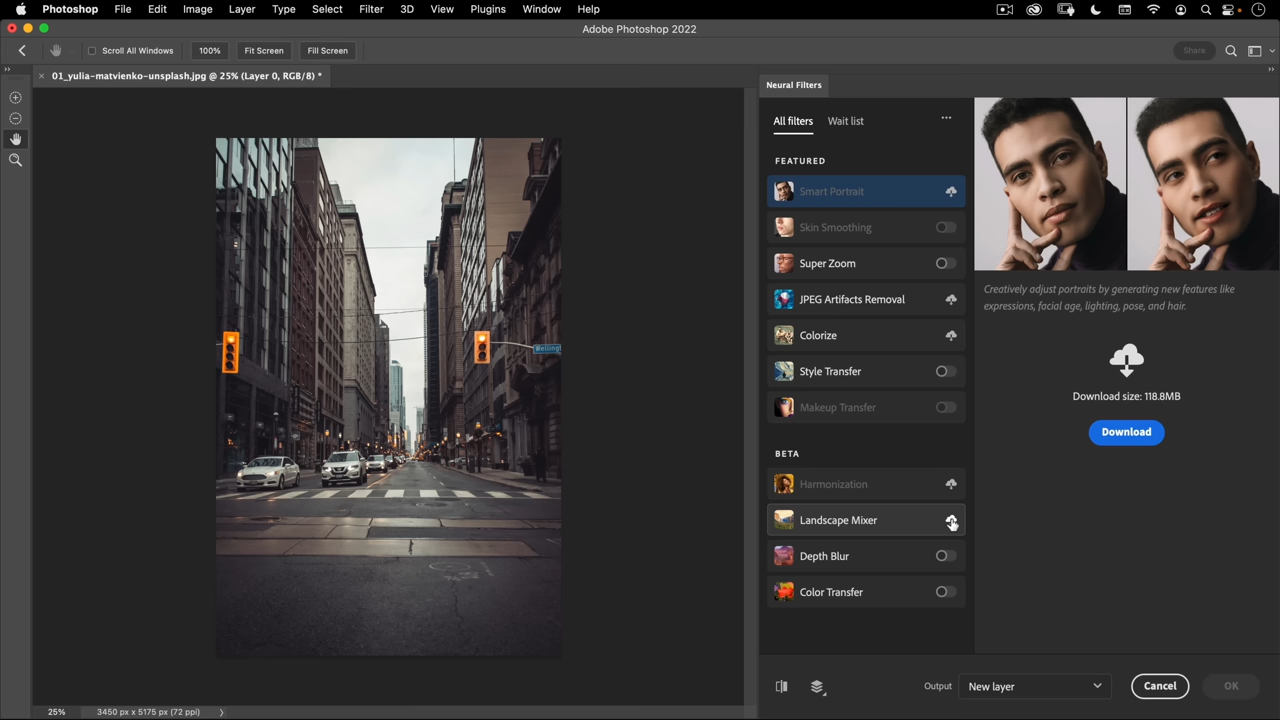 Photoshop File Edit Image Layer Type Select Filter 3D View Plugins Window Help
Adobe Photoshop 2022
Scroll All Windows 100% Fit Screen Fill Screen Share
01_yulia-matvienko-unsplash.jpg @ 25% (Layer 0, RGB/8) *
Neural Filters
All filters Wait list
FEATURED
Smart Portrait
Skin Smoothing
Super Zoom
JPEG Artifacts Removal
Colorize
Style Transfer
Makeup Transfer
BETA
Harmonization
Landscape Mixer
Depth Blur
Color Transfer
Creatively adjust portraits by generating new features like
expressions, facial age, lighting, pose, and hair.
Download size: 118.8MB
Download
Wellingt
Output New layer Cancel OK
25% 3450 px x 5175 px (72 ppi)